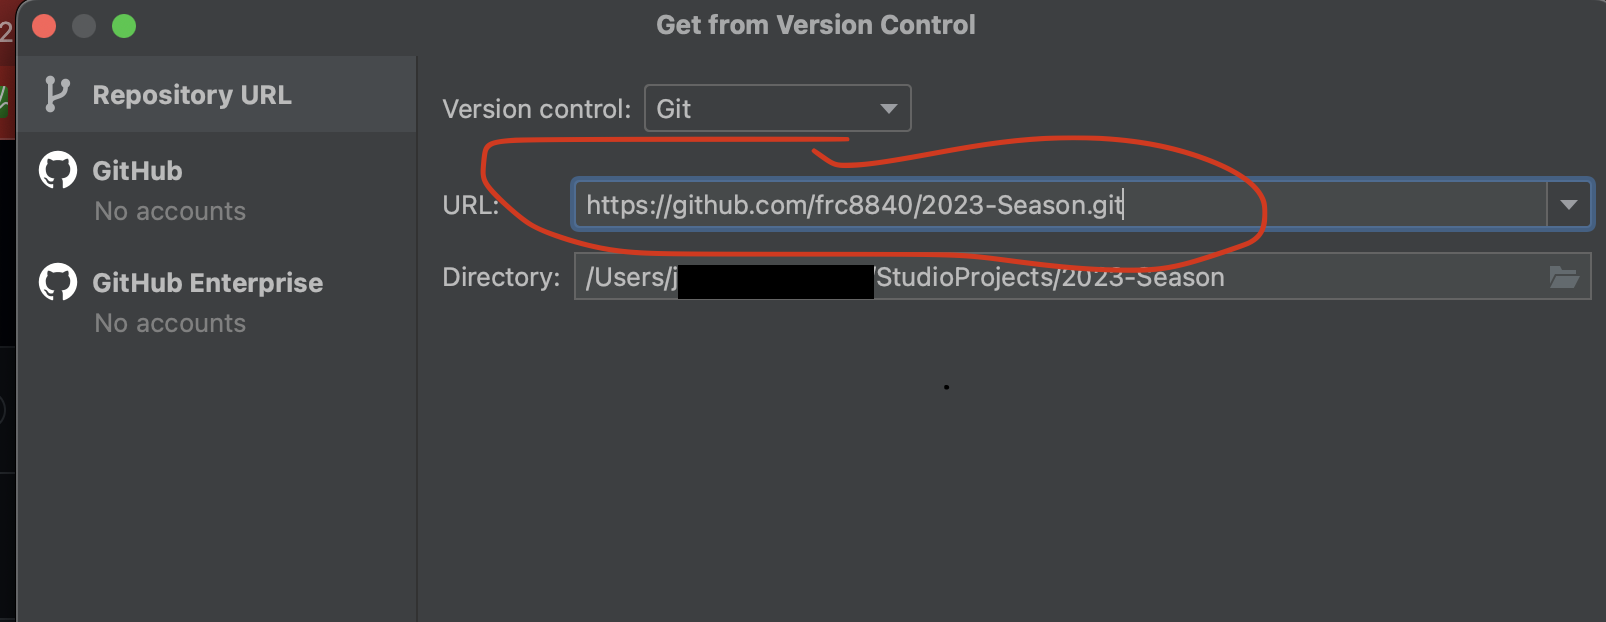 Get from Version Control
Repository URL
GitHub
No accounts
GitHub Enterprise
No accounts
Version control: Git
URL: https://github.com/frc8840/2023-Season.git
Directory: /Users/j /StudioProjects/2023-Season
2